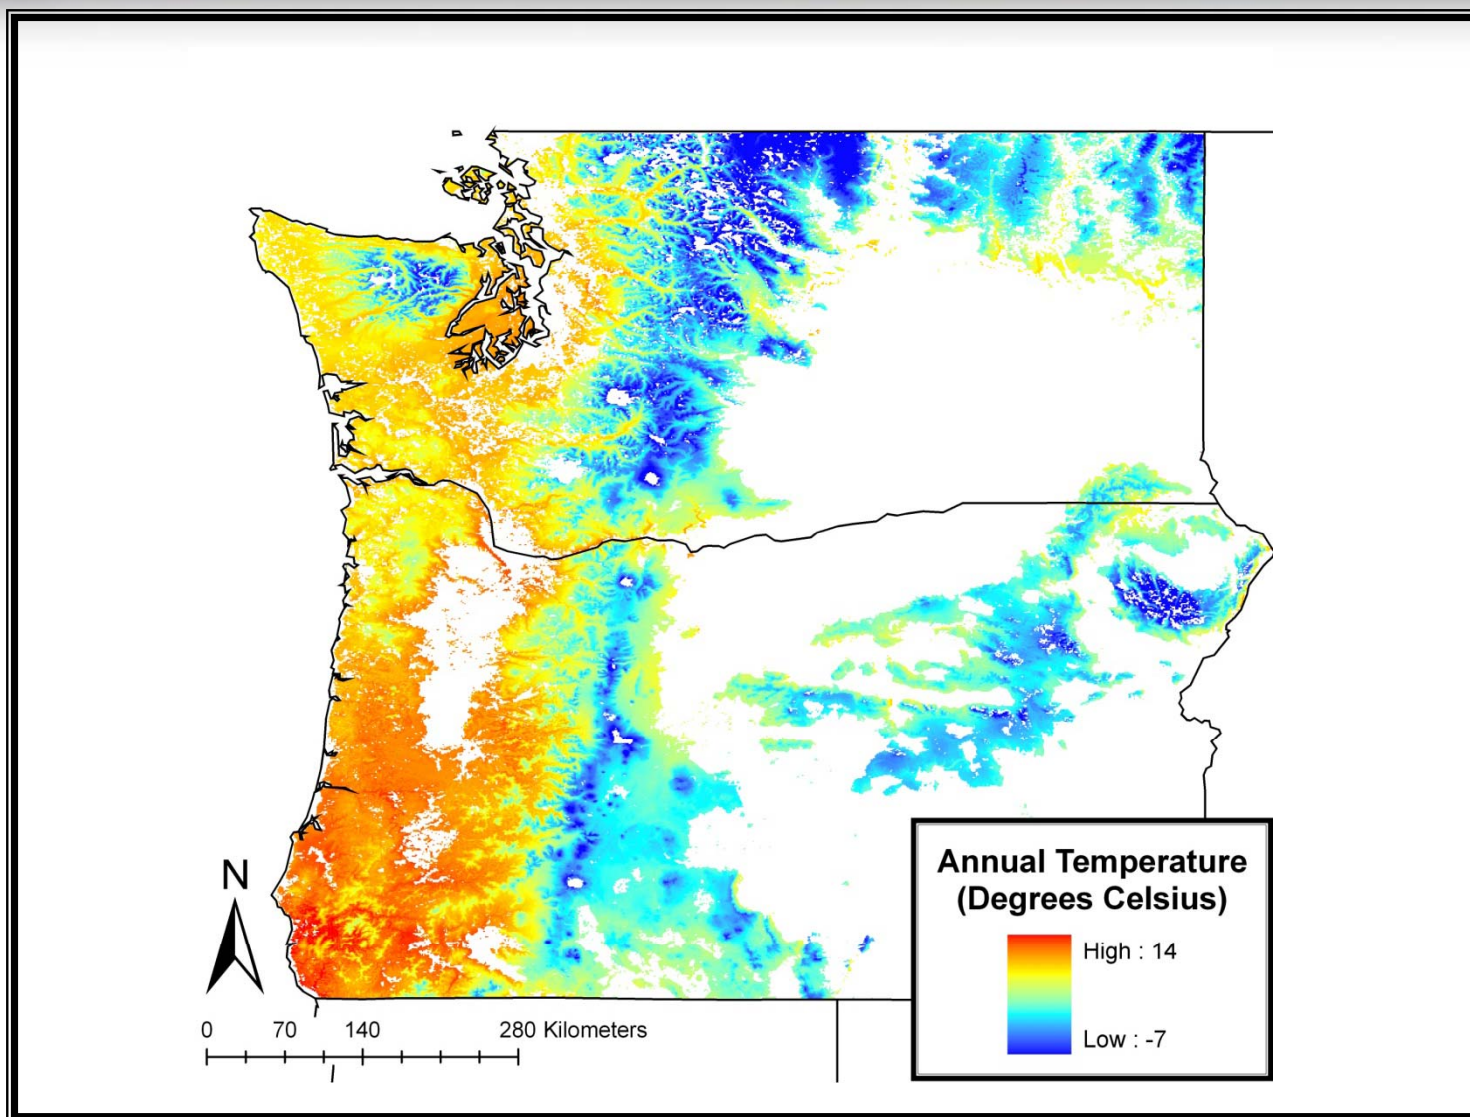 N
0 70 140 280 Kilometers
Annual Temperature
(Degrees Celsius)
High : 14
Low : -7